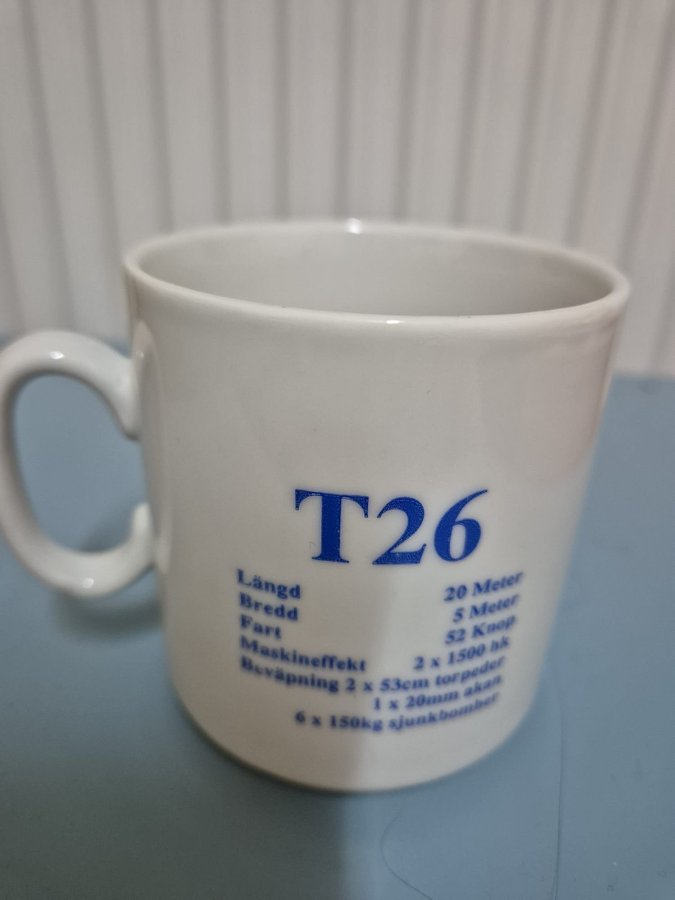 T26
Längd 20 Meter
Bredd 5 Meter
Fart 52 Knop
Maskineffekt 2 x 1500 hk
Beväpning 2 x 53cm torpeder
1 x 20mm akan
6 x 150kg sjunkbomber